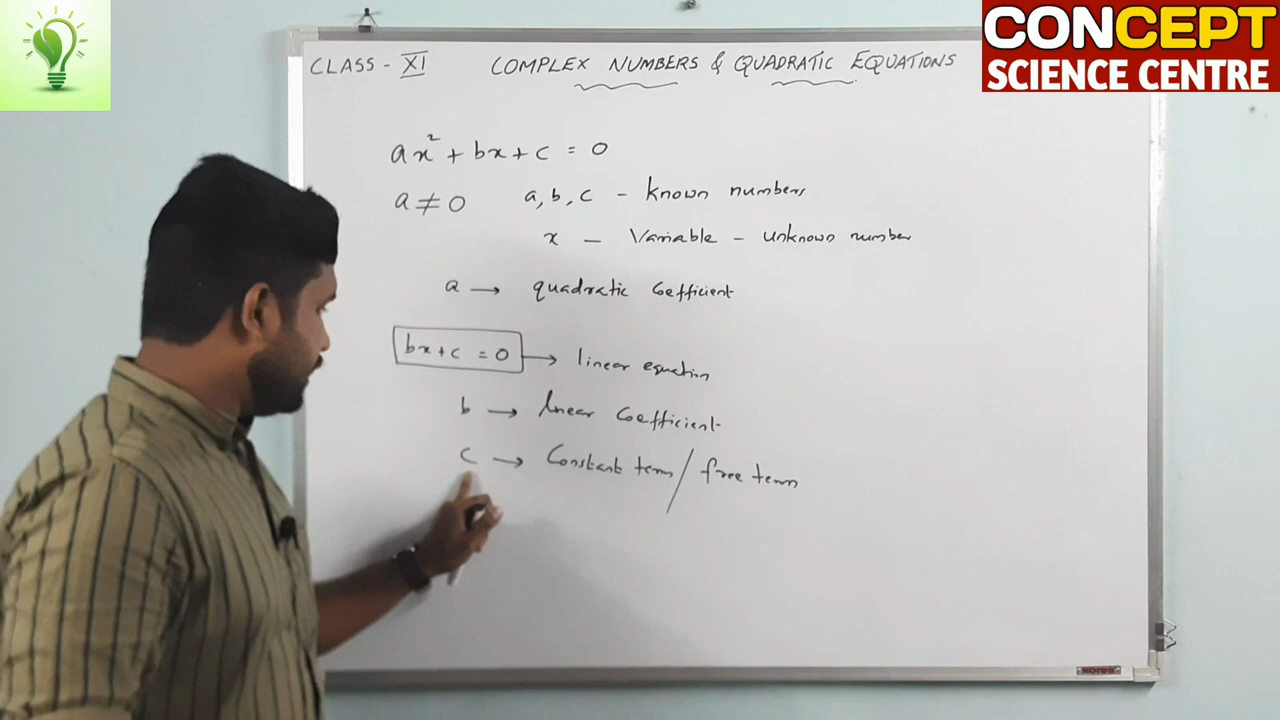 CONCEPT
SCIENCE CENTRE
CLASS - XI COMPLEX NUMBERS & QUADRATIC EQUATIONS
ax² + bx + c = 0
a ≠ 0 a, b, c - known numbers
x - Variable - unknown number
a → quadratic Coefficient
bx + c = 0 → linear equation
b → linear Coefficient
c → Constant term / free term
kores